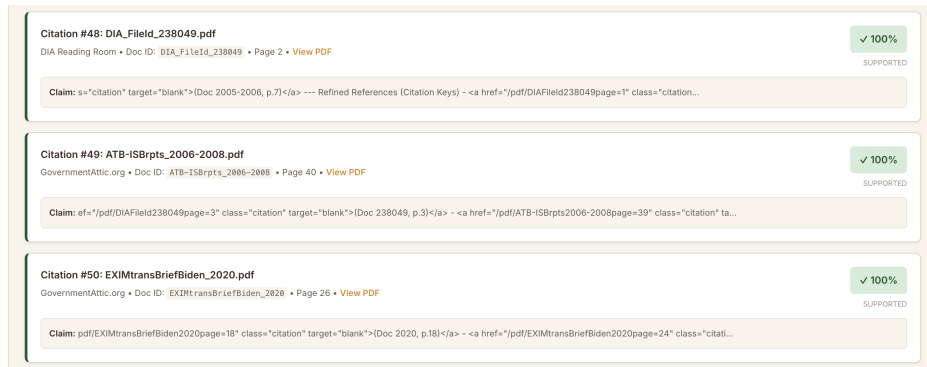 Citation #48: DIA_FileId_238049.pdf
✓ 100%
DIA Reading Room • Doc ID: DIA_FileId_238049 • Page 2 • View PDF
SUPPORTED
Claim: s="citation" target="blank">(Doc 2005-2006, p.7)</a> --- Refined References (Citation Keys) - <a href="/pdf/DIAFileId238049page=1" class="citation...
Citation #49: ATB-ISBrpts_2006-2008.pdf
✓ 100%
GovernmentAttic.org • Doc ID: ATB-ISBrpts_2006-2008 • Page 40 • View PDF
SUPPORTED
Claim: ef="/pdf/DIAFileId238049page=3" class="citation" target="blank">(Doc 238049, p.3)</a> - <a href="/pdf/ATB-ISBrpts2006-2008page=39" class="citation" ta...
Citation #50: EXIMtransBriefBiden_2020.pdf
✓ 100%
GovernmentAttic.org • Doc ID: EXIMtransBriefBiden_2020 • Page 26 • View PDF
SUPPORTED
Claim: pdf/EXIMtransBriefBiden2020page=18" class="citation" target="blank">(Doc 2020, p.18)</a> - <a href="/pdf/EXIMtransBriefBiden2020page=24" class="citati...